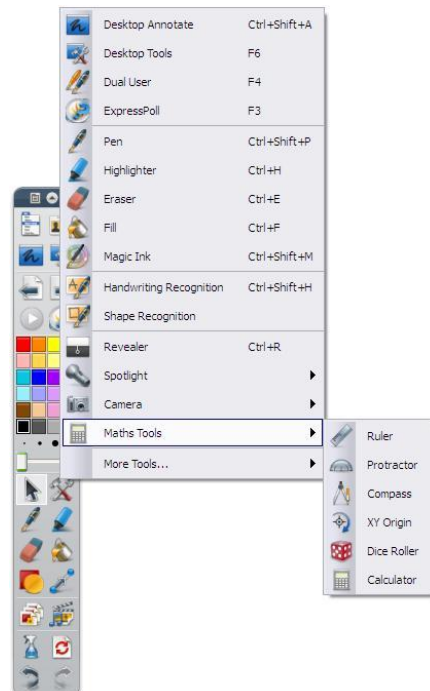 Desktop Annotate Ctrl+Shift+A
Desktop Tools F6
Dual User F4
ExpressPoll F3
Pen Ctrl+Shift+P
Highlighter Ctrl+H
Eraser Ctrl+E
Fill Ctrl+F
Magic Ink Ctrl+Shift+M
Handwriting Recognition Ctrl+Shift+H
Shape Recognition
Revealer Ctrl+R
Spotlight
Camera
Maths Tools
More Tools...
Ruler
Protractor
Compass
XY Origin
Dice Roller
Calculator